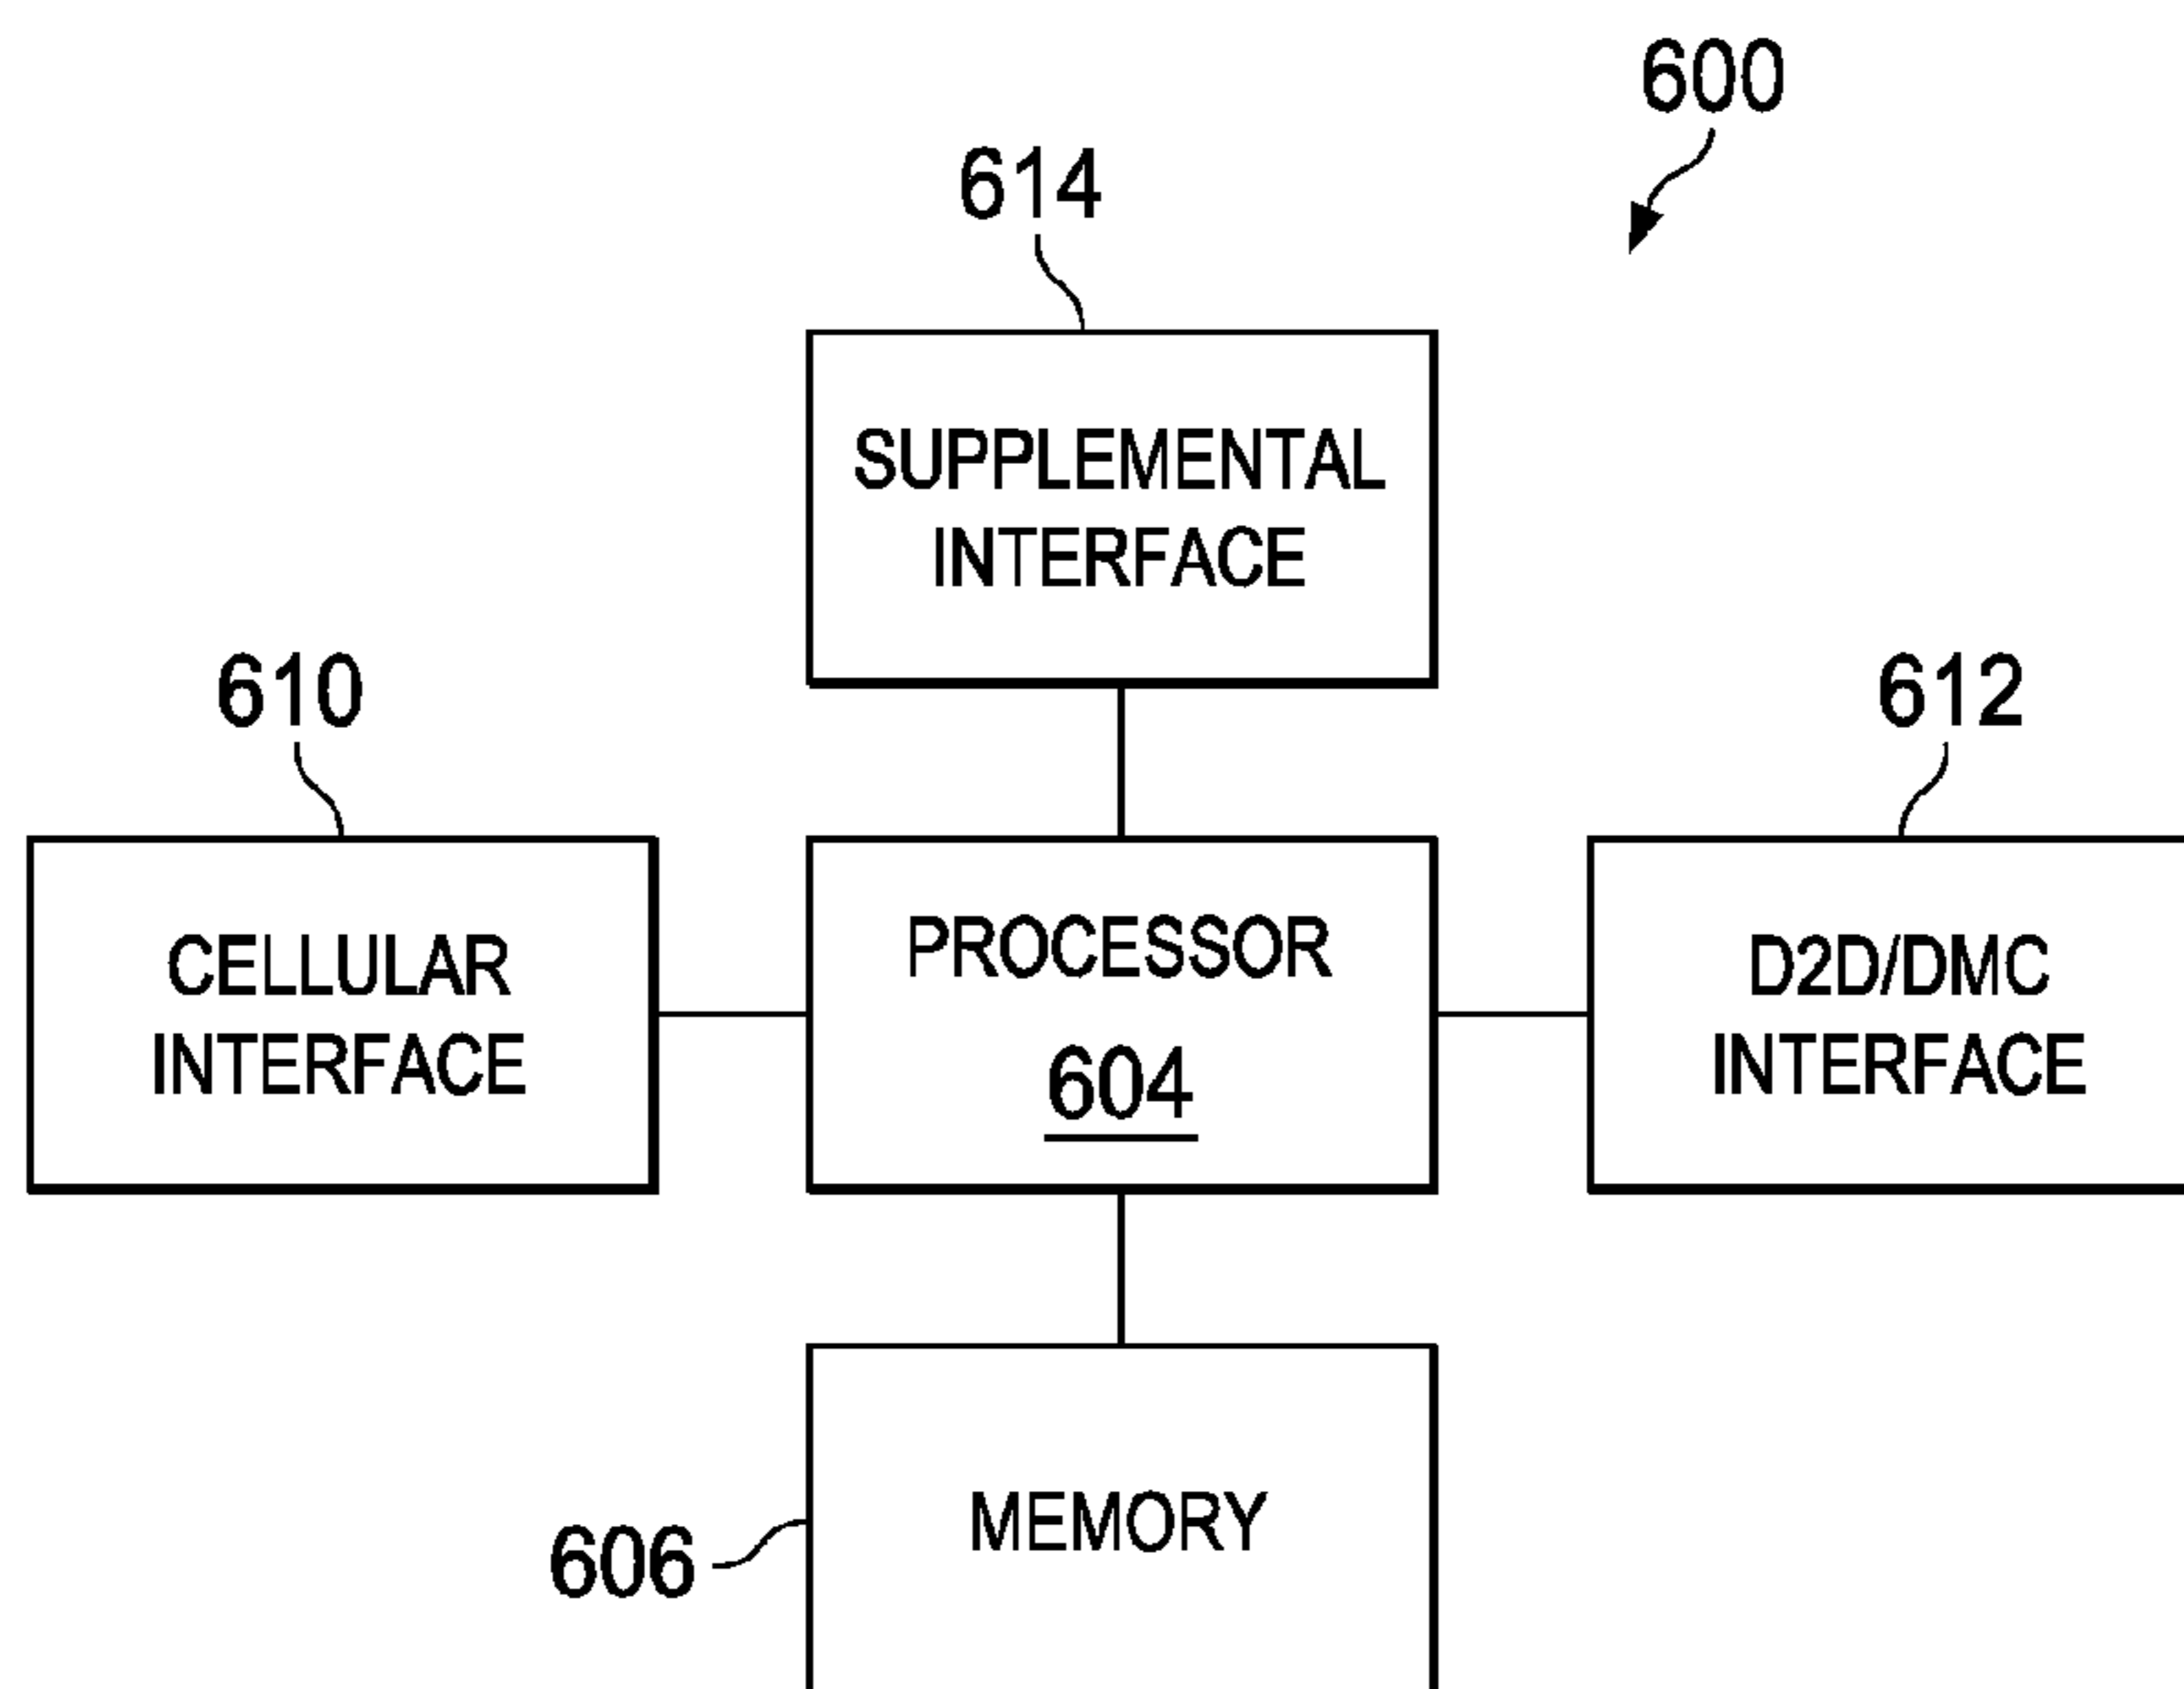 600
614
SUPPLEMENTAL
INTERFACE
610
612
CELLULAR
INTERFACE
PROCESSOR
604
D2D/DMC
INTERFACE
MEMORY
606